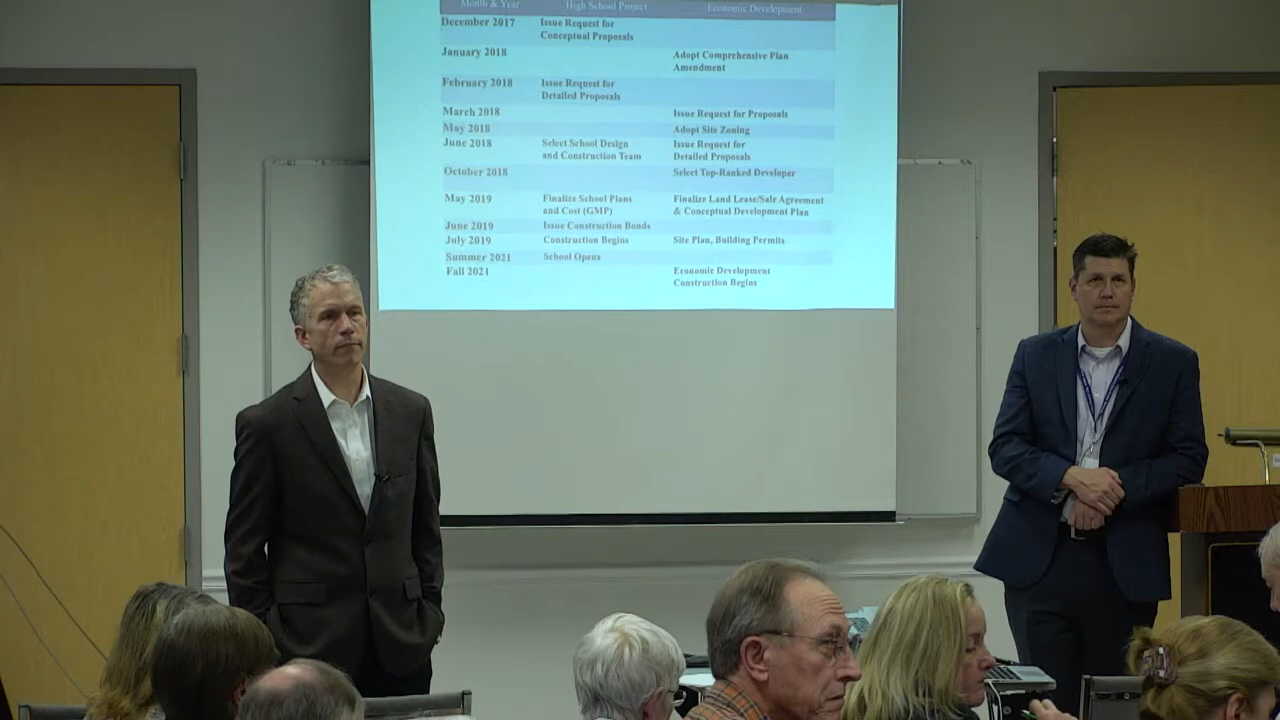 Month & Year High School Project Economic Development
December 2017 Issue Request for
Conceptual Proposals
January 2018 Adopt Comprehensive Plan
Amendment
February 2018 Issue Request for
Detailed Proposals
March 2018 Issue Request for Proposals
May 2018 Adopt Site Zoning
June 2018 Select School Design Issue Request for
and Construction Team Detailed Proposals
October 2018 Select Top-Ranked Developer
May 2019 Finalize School Plans Finalize Land Lease/Sale Agreement
and Cost (GMP) & Conceptual Development Plan
June 2019 Issue Construction Bonds
July 2019 Construction Begins Site Plan, Building Permits
Summer 2021 School Opens
Fall 2021 Economic Development
Construction Begins